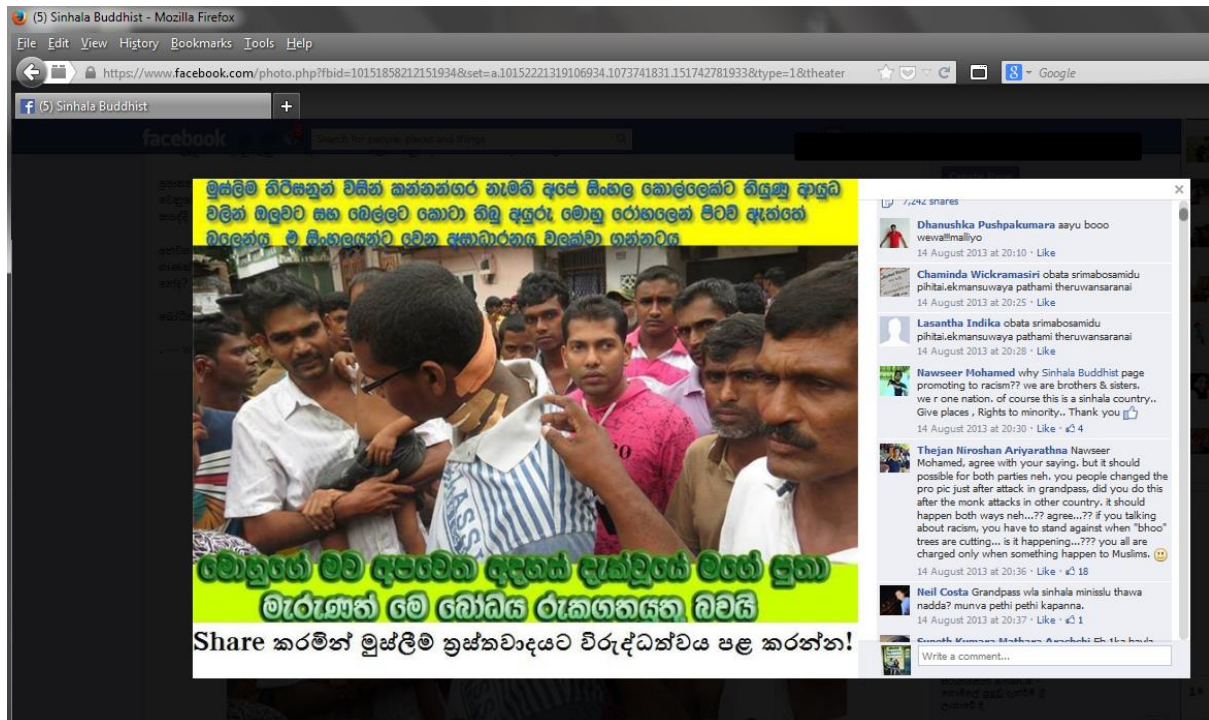 (5) Sinhala Buddhist - Mozilla Firefox
File Edit View History Bookmarks Tools Help
https://www.facebook.com/photo.php?fbid=10151858212151934&set=a.10152221319106934.1073741831.151742781933&type=1&theater
Google
(5) Sinhala Buddhist
facebook
Search for people, places and things
මුස්ලිම් තිරිසනුන් විසින් කන්නන්ගර නැමති අපේ සිංහල කොල්ලෙක්ට තියුණු ආයුධ
වලින් ඔලුවට සහ බෙල්ලට කොටා තිබූ අයුරු මොහු රෝහලෙන් පිටවී ඇත්තේ
බලෙන්ය මෙ සිංහලයන්ට වෙන අසාධාරනය වලක්වා ගන්නටය
මොහුගේ මව අපවෙත අදහස් දැක්වූයේ මගේ පුතා
මැරුණත් මේ බෝධිය රැකගතයුතු බවයි
Share කරමින් මුස්ලීම් ත්‍රස්තවාදයට විරුද්ධත්වය පළ කරන්න!
7,242 shares
Dhanushka Pushpakumara aayu booo
wewa!!!malliyo
14 August 2013 at 20:10 · Like
Chaminda Wickramasiri obata srimabosamidu
pihitai.ekmansuwaya pathami theruwansaranai
14 August 2013 at 20:25 · Like
Lasantha Indika obata srimabosamidu
pihitai.ekmansuwaya pathami theruwansaranai
14 August 2013 at 20:28 · Like
Nawseer Mohamed why Sinhala Buddhist page
promoting to racism?? we are brothers & sisters.
we r one nation. of course this is a sinhala country..
Give places , Rights to minority.. Thank you
14 August 2013 at 20:30 · Like · 4
Thejan Niroshan Ariyarathna Nawseer
Mohamed, agree with your saying. but it should
possible for both parties neh. you people changed the
pro pic just after attack in grandpass, did you do this
after the monk attacks in other country. it should
happen both ways neh...?? agree...?? if you talking
about racism, you have to stand against when "bhoo"
trees are cutting... is it happening...??? you all are
charged only when something happen to Muslims.
14 August 2013 at 20:36 · Like · 18
Neil Costa Grandpass wla sinhala minisslu thawa
nadda? munva pethi pethi kapanna.
14 August 2013 at 20:37 · Like · 1
Write a comment...